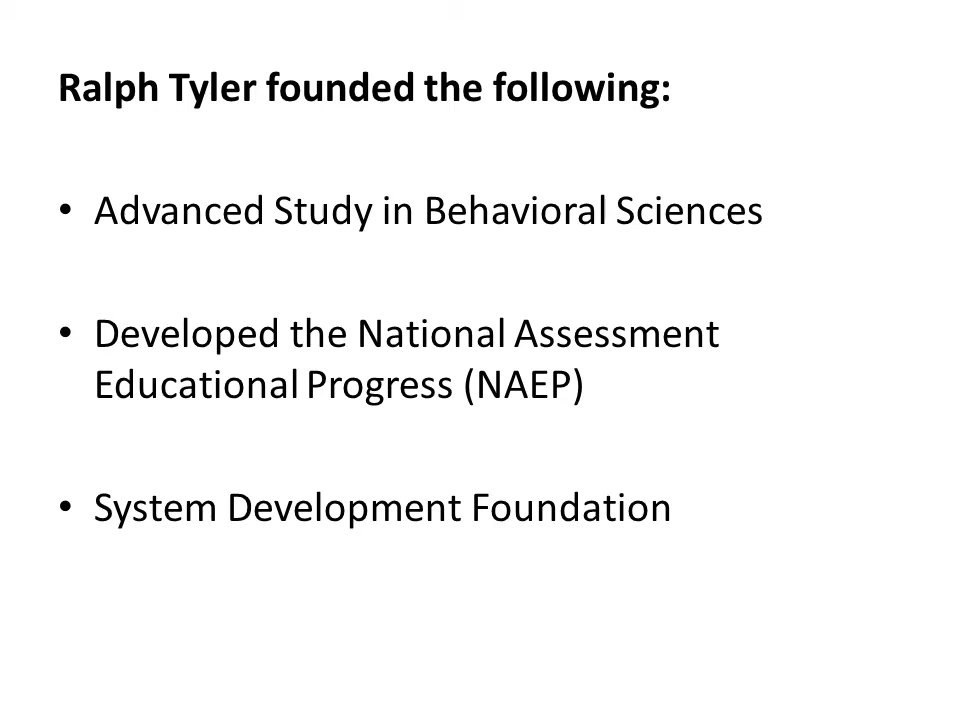 Ralph Tyler founded the following:
• Advanced Study in Behavioral Sciences
• Developed the National Assessment
Educational Progress (NAEP)
• System Development Foundation